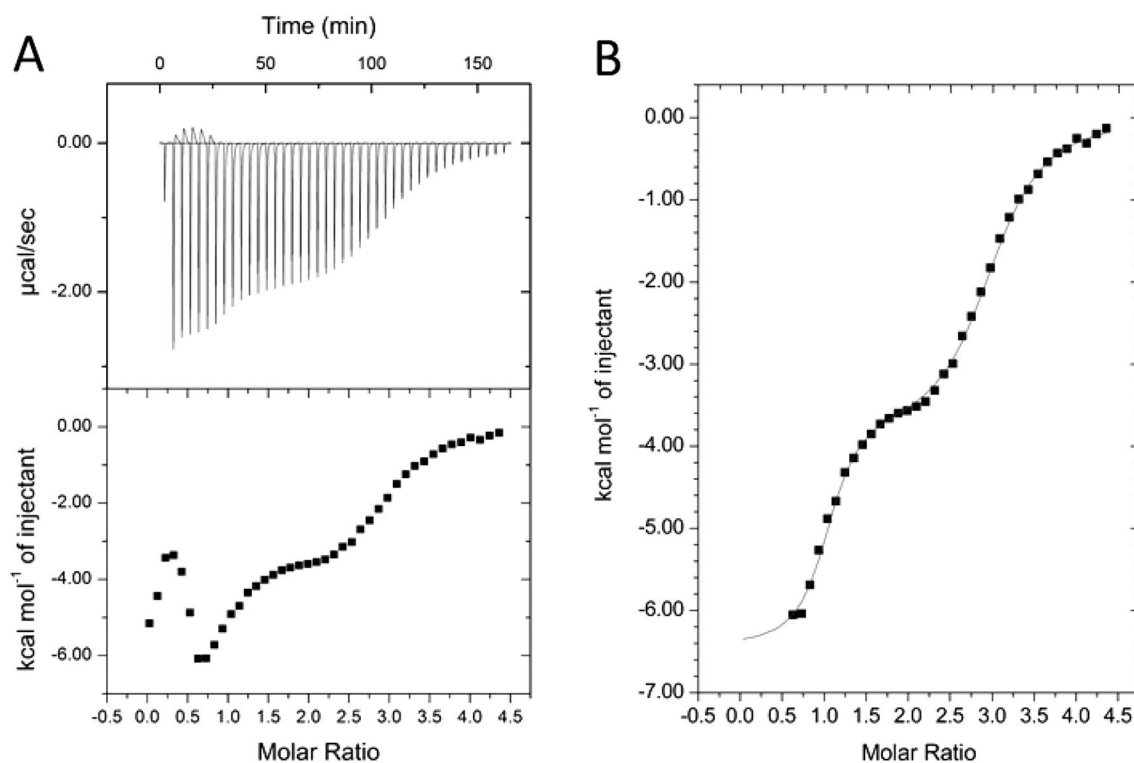 A
Time (min)
0 50 100 150
0.00
-2.00
µcal/sec
0.00
-2.00
-4.00
-6.00
kcal mol⁻¹ of injectant
-0.5 0.0 0.5 1.0 1.5 2.0 2.5 3.0 3.5 4.0 4.5
Molar Ratio
B
0.00
-1.00
-2.00
-3.00
-4.00
-5.00
-6.00
-7.00
kcal mol⁻¹ of injectant
-0.5 0.0 0.5 1.0 1.5 2.0 2.5 3.0 3.5 4.0 4.5
Molar Ratio